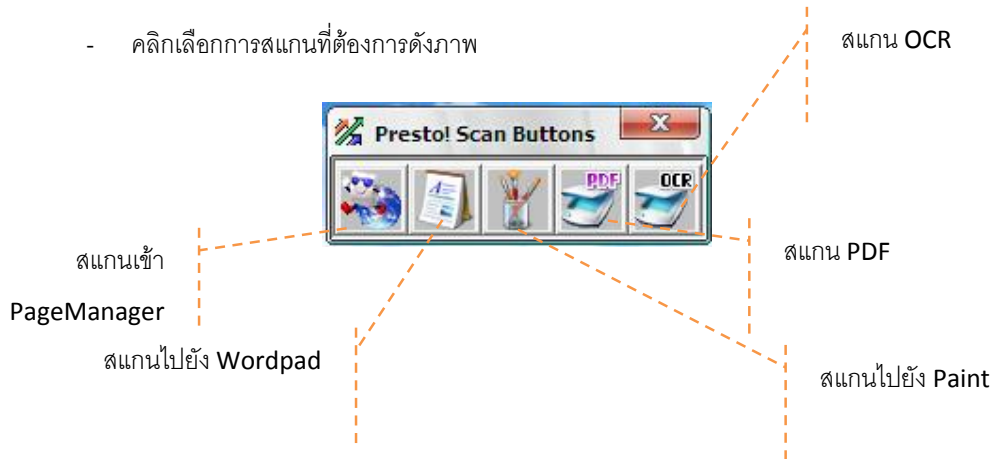 - คลิกเลือกการสแกนที่ต้องการดังภาพ
สแกน OCR
Presto! Scan Buttons
X
PDF
OCR
สแกนเข้า
PageManager
สแกน PDF
สแกนไปยัง Wordpad
สแกนไปยัง Paint